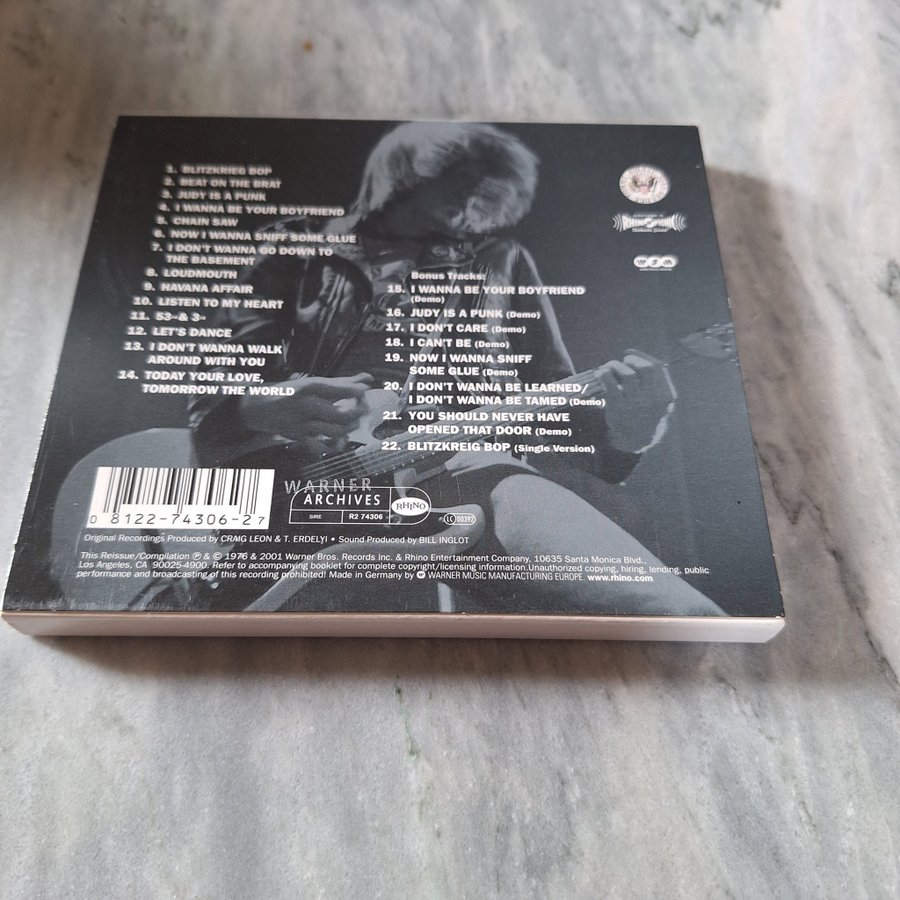 1. BLITZKRIEG BOP
2. BEAT ON THE BRAT
3. JUDY IS A PUNK
4. I WANNA BE YOUR BOYFRIEND
5. CHAIN SAW
6. NOW I WANNA SNIFF SOME GLUE
7. I DON'T WANNA GO DOWN TO
THE BASEMENT
8. LOUDMOUTH
9. HAVANA AFFAIR
10. LISTEN TO MY HEART
11. 53RD & 3RD
12. LET'S DANCE
13. I DON'T WANNA WALK
AROUND WITH YOU
14. TODAY YOUR LOVE,
TOMORROW THE WORLD
Bonus Tracks:
15. I WANNA BE YOUR BOYFRIEND
(Demo)
16. JUDY IS A PUNK (Demo)
17. I DON'T CARE (Demo)
18. I CAN'T BE (Demo)
19. NOW I WANNA SNIFF
SOME GLUE (Demo)
20. I DON'T WANNA BE LEARNED/
I DON'T WANNA BE TAMED (Demo)
21. YOU SHOULD NEVER HAVE
OPENED THAT DOOR (Demo)
22. BLITZKREIG BOP (Single Version)
RHINOPHONIC
0 8122-74306-2 7
WARNER
ARCHIVES
RHINO
SIRE R2 74306
LC 00392
Original Recordings Produced by CRAIG LEON & T. ERDELYI • Sound Produced by BILL INGLOT
This Reissue/Compilation ℗ & © 1976 & 2001 Warner Bros. Records Inc. & Rhino Entertainment Company, 10635 Santa Monica Blvd.,
Los Angeles, CA 90025-4900. Refer to accompanying booklet for complete copyright/licensing information. Unauthorized copying, hiring, lending, public
performance and broadcasting of this recording prohibited! Made in Germany by WARNER MUSIC MANUFACTURING EUROPE. www.rhino.com